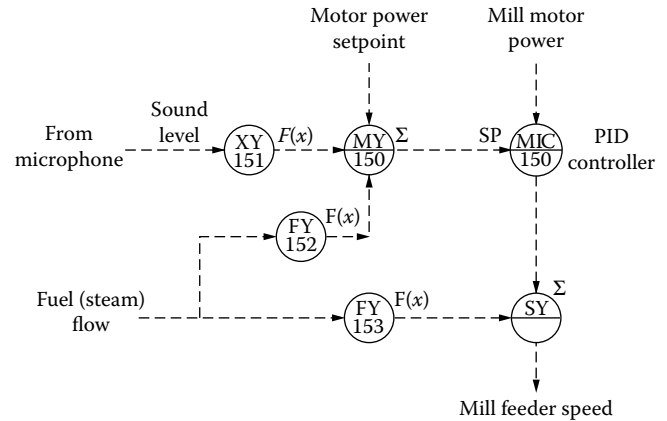 Motor power
setpoint
Mill motor
power
Sound
level
From
microphone
XY
151
F(x)
MY
150
Σ
SP
MIC
150
PID
controller
FY
152
F(x)
Fuel (steam)
flow
FY
153
F(x)
SY
Σ
Mill feeder speed